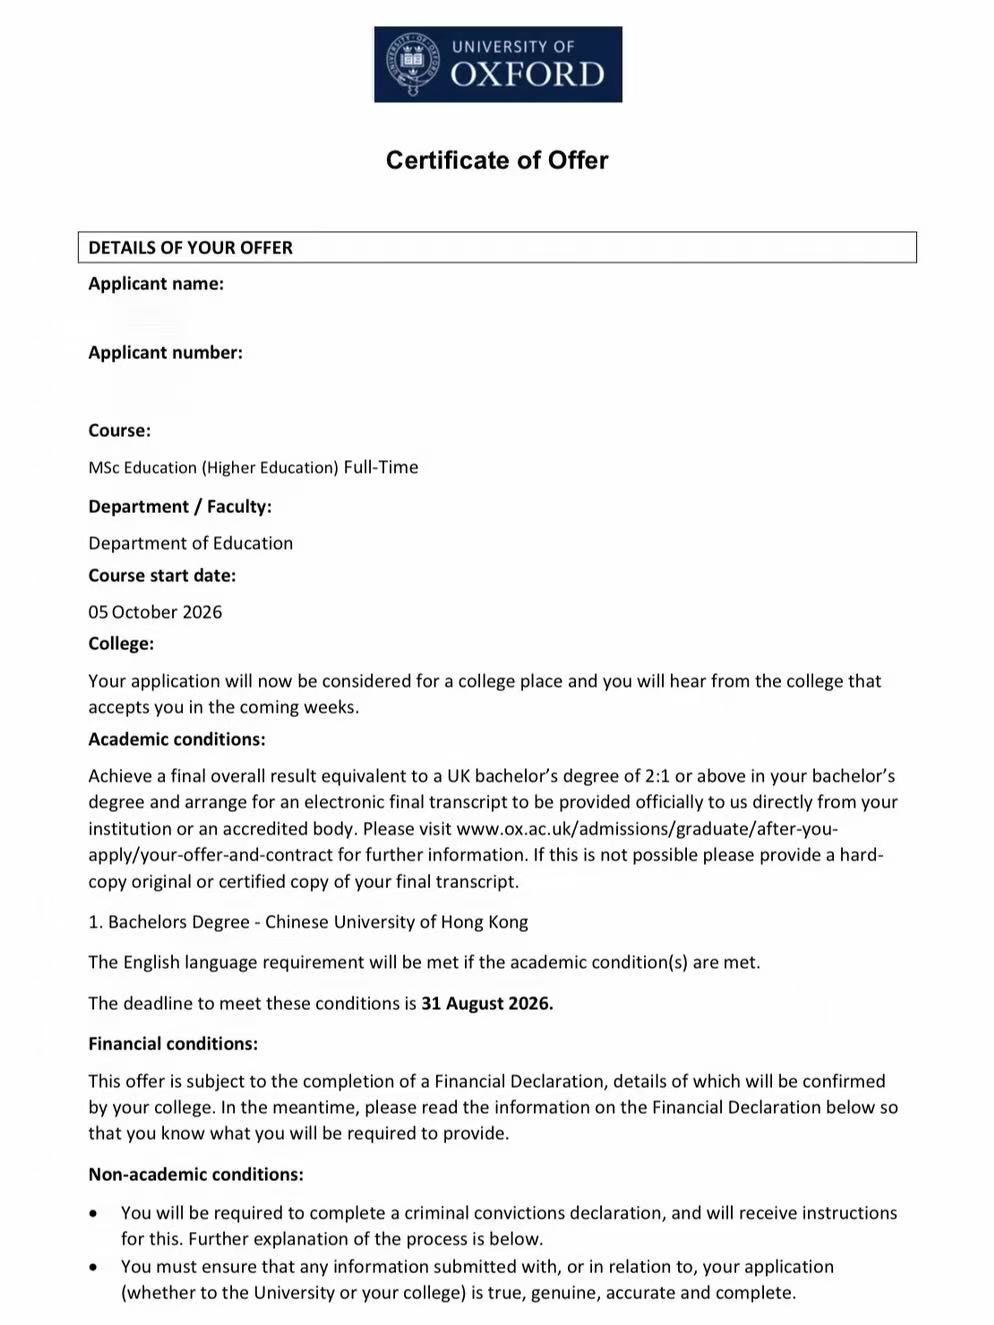 UNIVERSITY OF
OXFORD
Certificate of Offer
DETAILS OF YOUR OFFER
Applicant name:
Applicant number:
Course:
MSc Education (Higher Education) Full-Time
Department / Faculty:
Department of Education
Course start date:
05 October 2026
College:
Your application will now be considered for a college place and you will hear from the college that
accepts you in the coming weeks.
Academic conditions:
Achieve a final overall result equivalent to a UK bachelor’s degree of 2:1 or above in your bachelor’s
degree and arrange for an electronic final transcript to be provided officially to us directly from your
institution or an accredited body. Please visit www.ox.ac.uk/admissions/graduate/after-you-
apply/your-offer-and-contract for further information. If this is not possible please provide a hard-
copy original or certified copy of your final transcript.
1. Bachelors Degree - Chinese University of Hong Kong
The English language requirement will be met if the academic condition(s) are met.
The deadline to meet these conditions is 31 August 2026.
Financial conditions:
This offer is subject to the completion of a Financial Declaration, details of which will be confirmed
by your college. In the meantime, please read the information on the Financial Declaration below so
that you know what you will be required to provide.
Non-academic conditions:
• You will be required to complete a criminal convictions declaration, and will receive instructions
for this. Further explanation of the process is below.
• You must ensure that any information submitted with, or in relation to, your application
(whether to the University or your college) is true, genuine, accurate and complete.